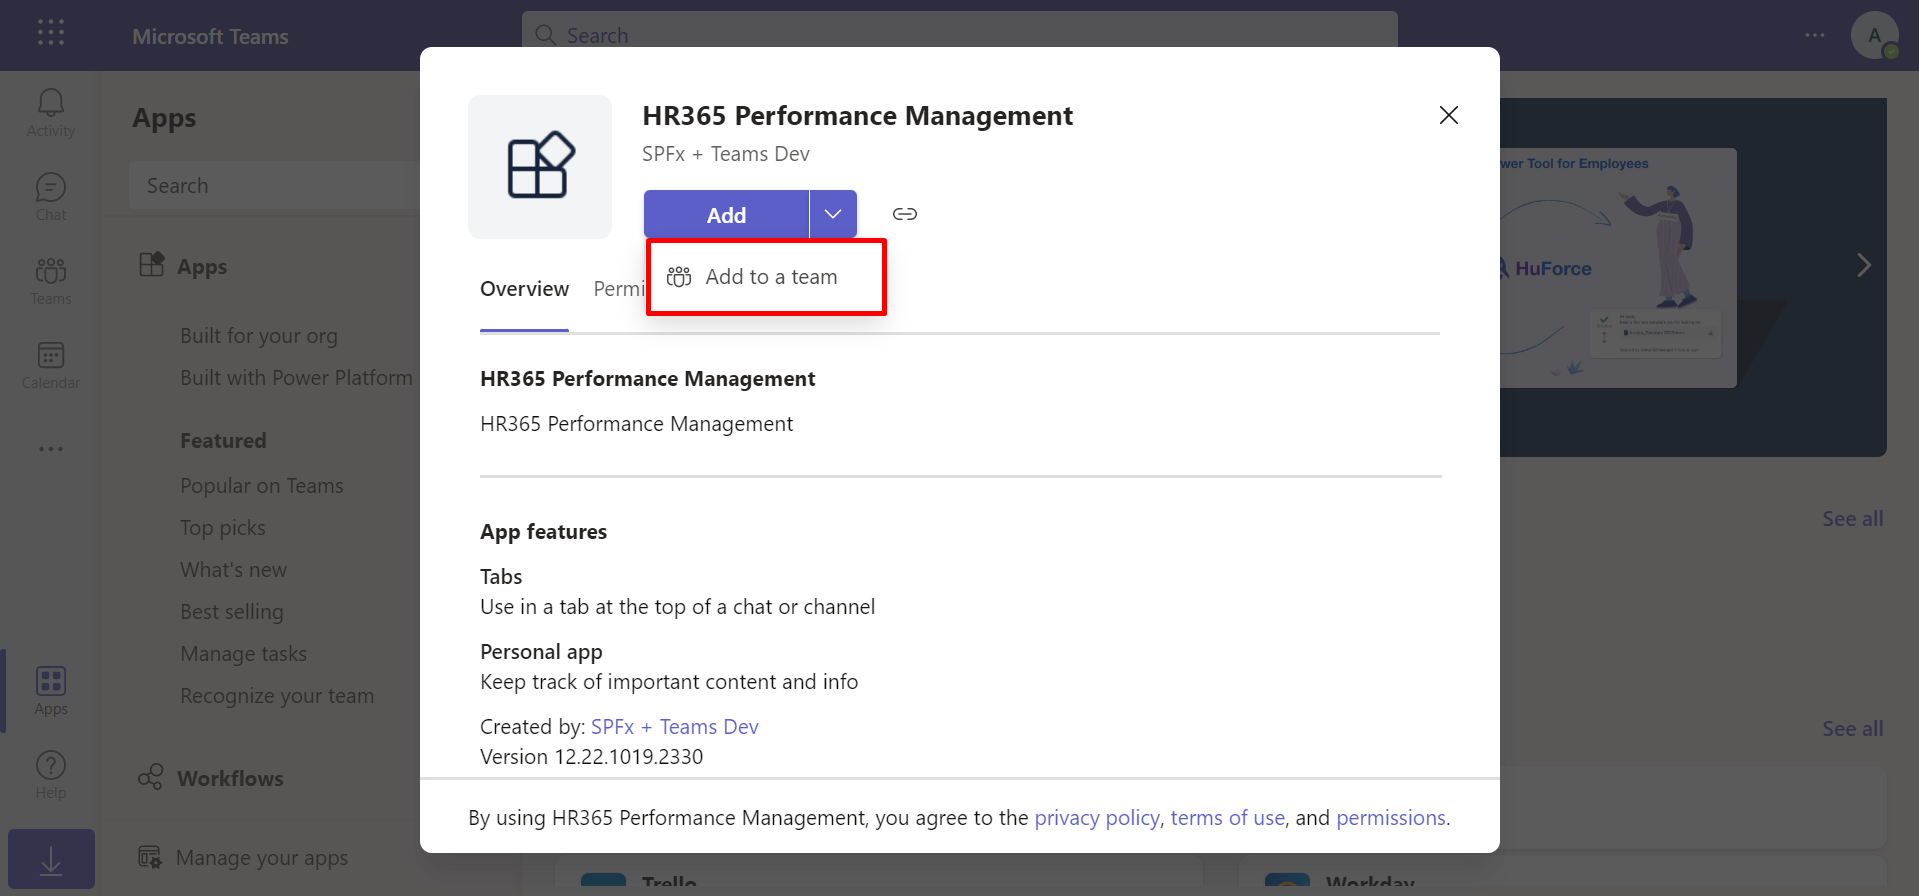 Microsoft Teams
Search
A
Activity
Chat
Teams
Calendar
Apps
Help
Apps
Search
Apps
Built for your org
Built with Power Platform
Featured
Popular on Teams
Top picks
What's new
Best selling
Manage tasks
Recognize your team
Workflows
Manage your apps
HR365 Performance Management
SPFx + Teams Dev
Add
Add to a team
Overview Permi
HR365 Performance Management
HR365 Performance Management
App features
Tabs
Use in a tab at the top of a chat or channel
Personal app
Keep track of important content and info
Created by: SPFx + Teams Dev
Version 12.22.1019.2330
By using HR365 Performance Management, you agree to the privacy policy, terms of use, and permissions.
wer Tool for Employees
HuForce
See all
See all
Trello
Workday